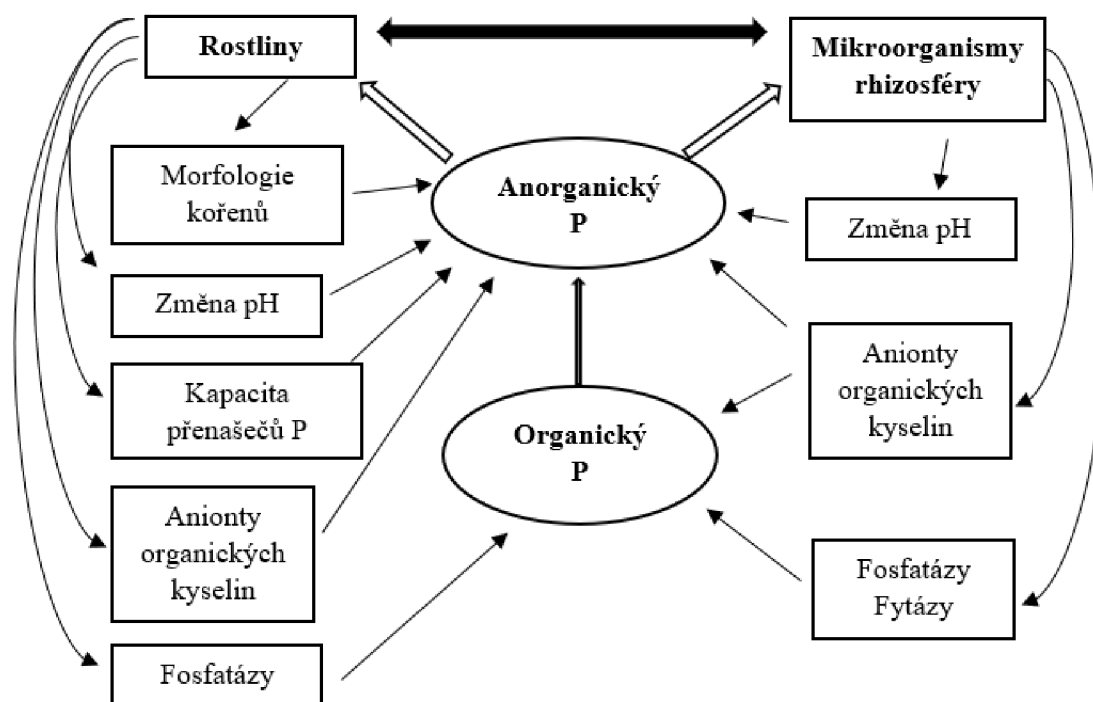 Rostliny
Mikroorganismy
rhizosféry
Morfologie
kořenů
Anorganický
P
Změna pH
Změna pH
Kapacita
přenašečů P
Anionty
organických
kyselin
Organický
P
Anionty
organických
kyselin
Fosfatázy
Fytázy
Fosfatázy